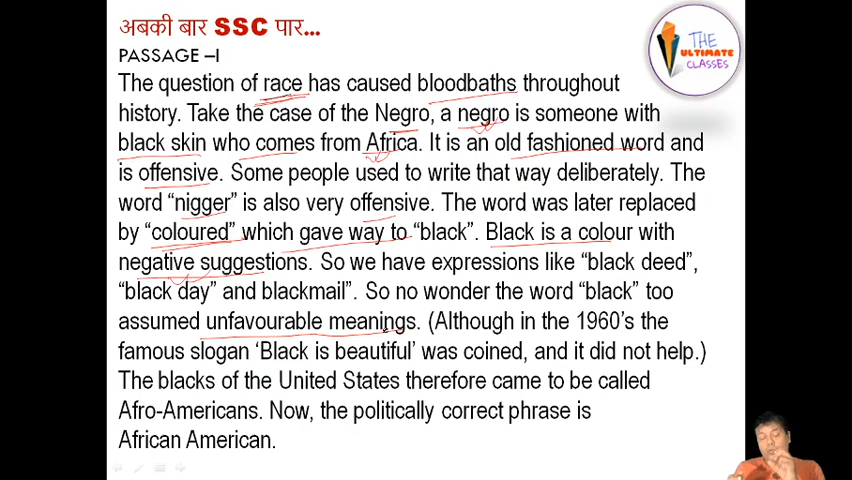 अबकी बार SSC पार...
PASSAGE –I
The question of race has caused bloodbaths throughout
history. Take the case of the Negro, a negro is someone with
black skin who comes from Africa. It is an old fashioned word and
is offensive. Some people used to write that way deliberately. The
word “nigger” is also very offensive. The word was later replaced
by “coloured” which gave way to “black”. Black is a colour with
negative suggestions. So we have expressions like “black deed”,
“black day” and blackmail”. So no wonder the word “black” too
assumed unfavourable meanings. (Although in the 1960’s the
famous slogan ‘Black is beautiful’ was coined, and it did not help.)
The blacks of the United States therefore came to be called
Afro-Americans. Now, the politically correct phrase is
African American.
THE
ULTIMATE
CLASSES